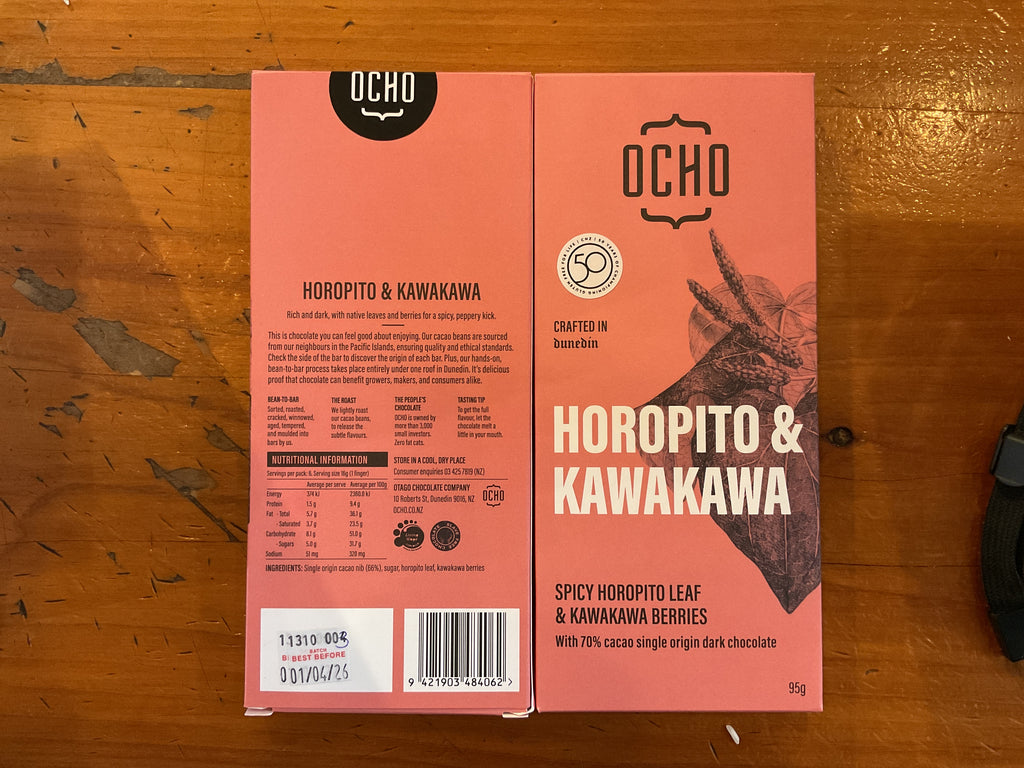 OCHO
HOROPITO & KAWAKAWA
Rich and dark, with native leaves and berries for a spicy, peppery kick.
This is chocolate you can feel good about enjoying. Our cacao beans are sourced
from our neighbours in the Pacific Islands, ensuring quality and ethical standards.
Check the side of the bar to discover the origin of each bar. Plus, our hands-on,
bean-to-bar process takes place entirely under one roof in Dunedin. It's delicious
proof that chocolate can benefit growers, makers, and consumers alike.
BEAN-TO-BAR
Sorted, roasted,
cracked, winnowed,
aged, tempered,
and moulded into
bars by us.
THE ROAST
We lightly roast
our cacao beans,
to release the
subtle flavours.
THE PEOPLE'S
CHOCOLATE
OCHO is owned by
more than 3,000
small investors.
Zero fat cats.
TASTING TIP
To get the full
flavour, let the
chocolate melt a
little in your mouth.
NUTRITIONAL INFORMATION
Servings per pack: 6. Serving size 16g (1 finger)
Average per serve Average per 100g
Energy 374 kJ 2360.0 kJ
Protein 1.5 g 9.4 g
Fat - Total 5.7 g 36.1 g
- Saturated 3.7 g 23.5 g
Carbohydrate 8.1 g 51.0 g
- Sugars 5.0 g 31.7 g
Sodium 51 mg 320 mg
STORE IN A COOL, DRY PLACE
Consumer enquiries 03 425 7819 (NZ)
OTAGO CHOCOLATE COMPANY
10 Roberts St, Dunedin 9016, NZ
OCHO.CO.NZ
OCHO
INGREDIENTS: Single origin cacao nib (66%), sugar, horopito leaf, kawakawa berries
11310 003
BATCH
BEST BEFORE
01/04/26
9 421903 484062 >
OCHO
50
CRAFTED IN
dunedin
HOROPITO &
KAWAKAWA
SPICY HOROPITO LEAF
& KAWAKAWA BERRIES
With 70% cacao single origin dark chocolate
95g